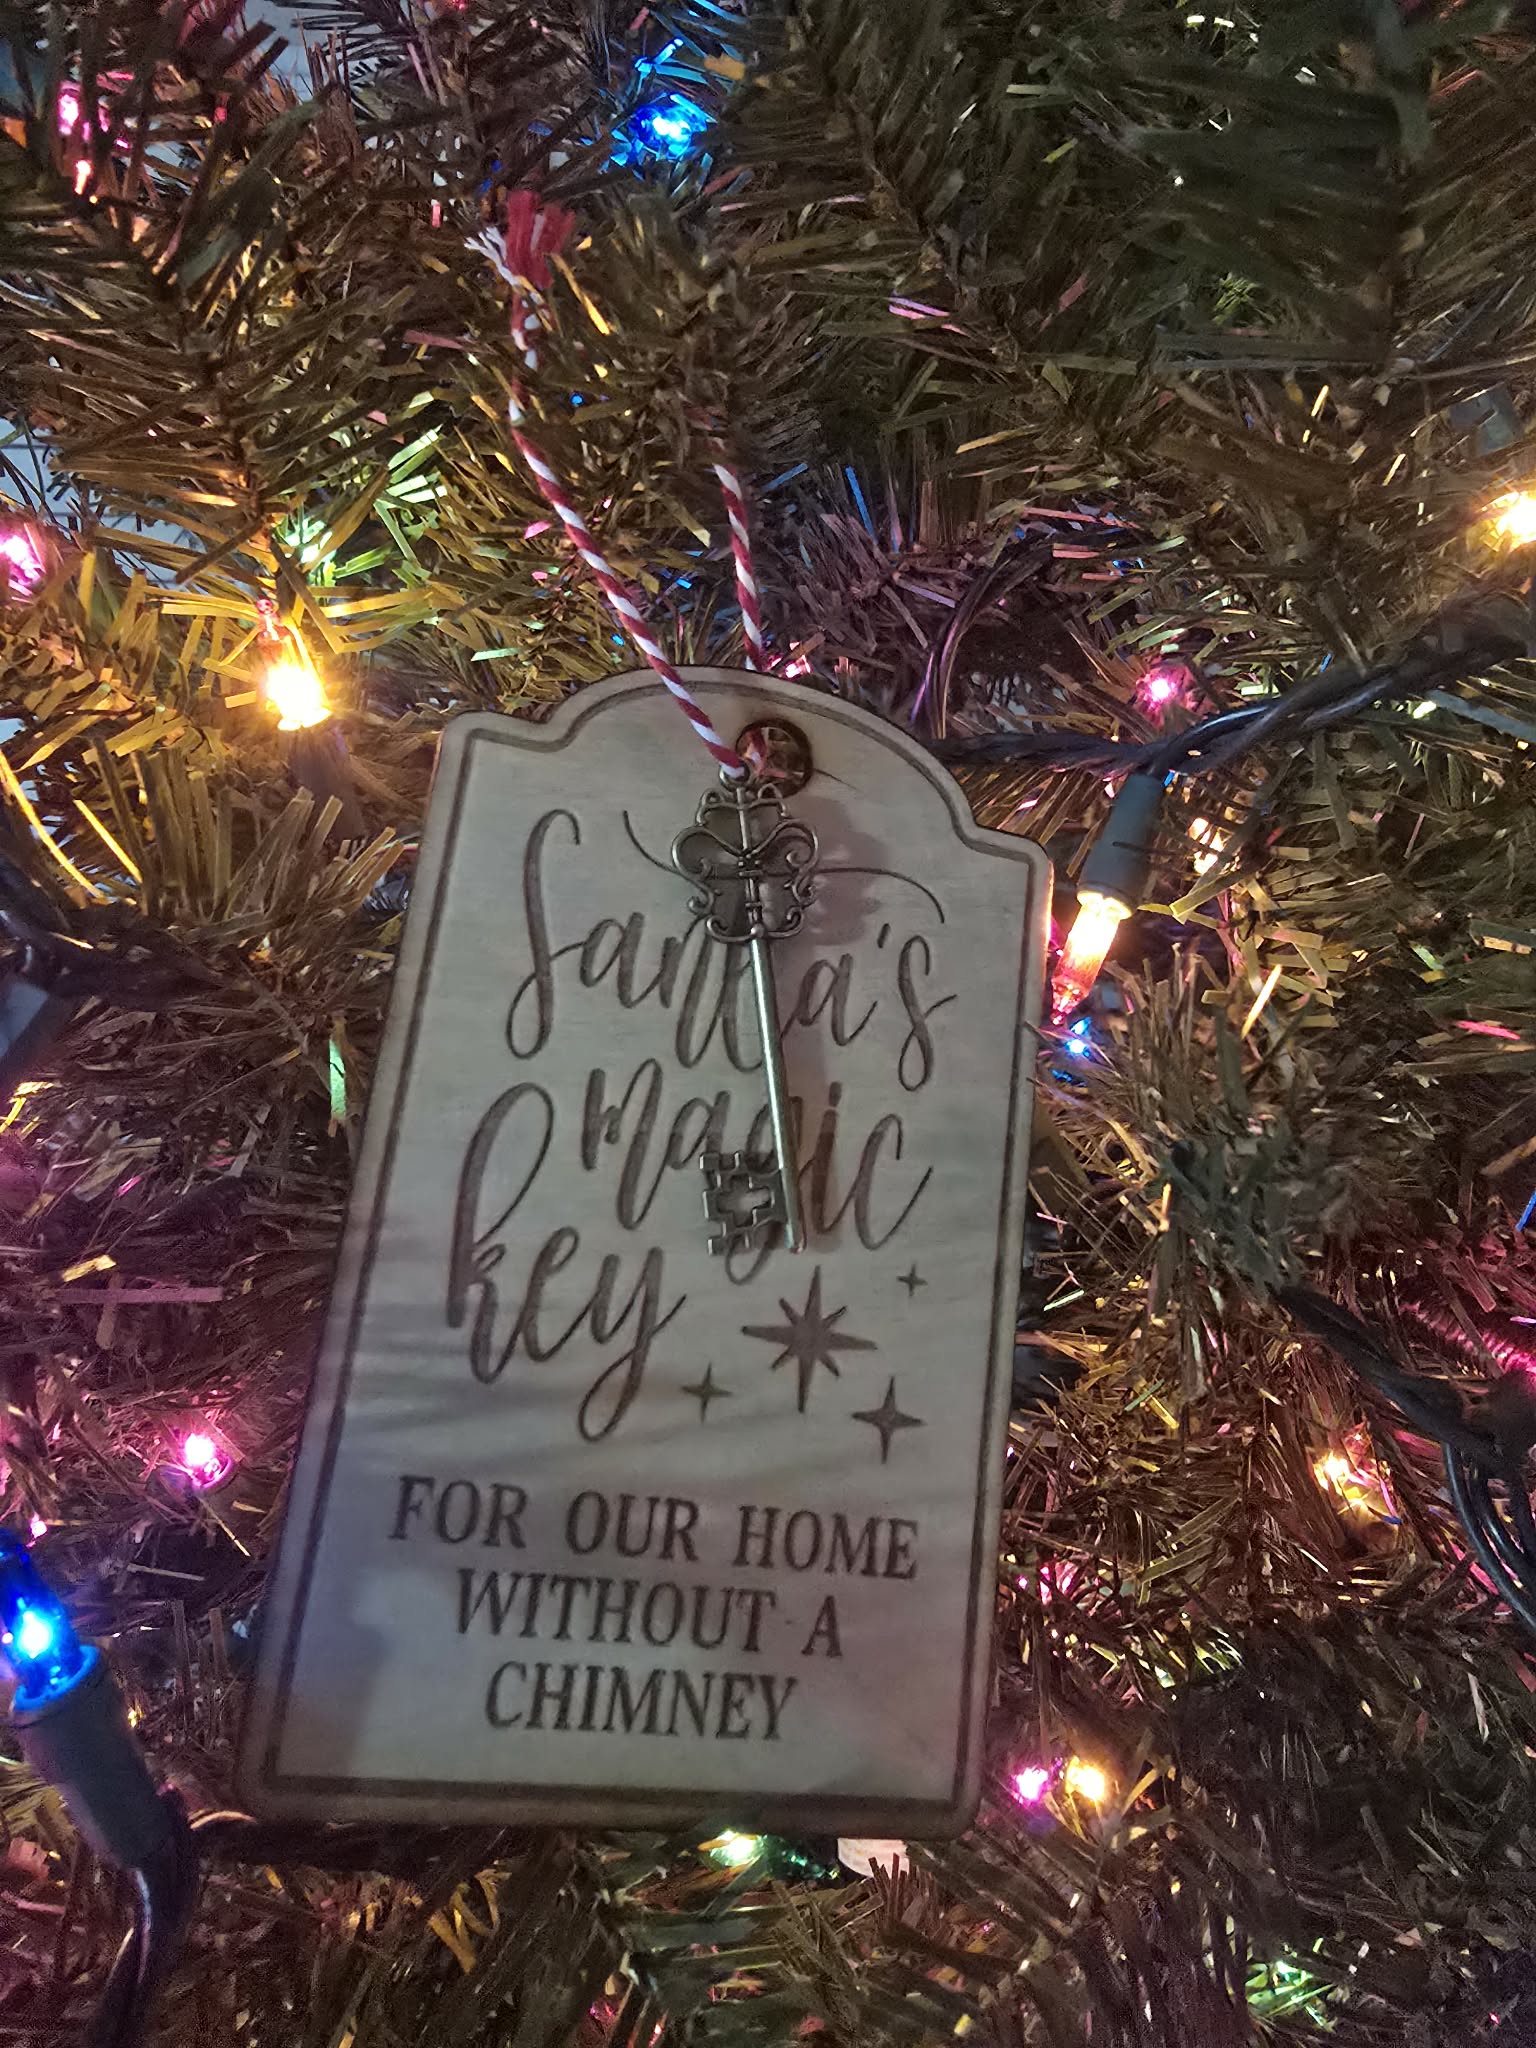 Santa's
magic
key
FOR OUR HOME
WITHOUT A
CHIMNEY